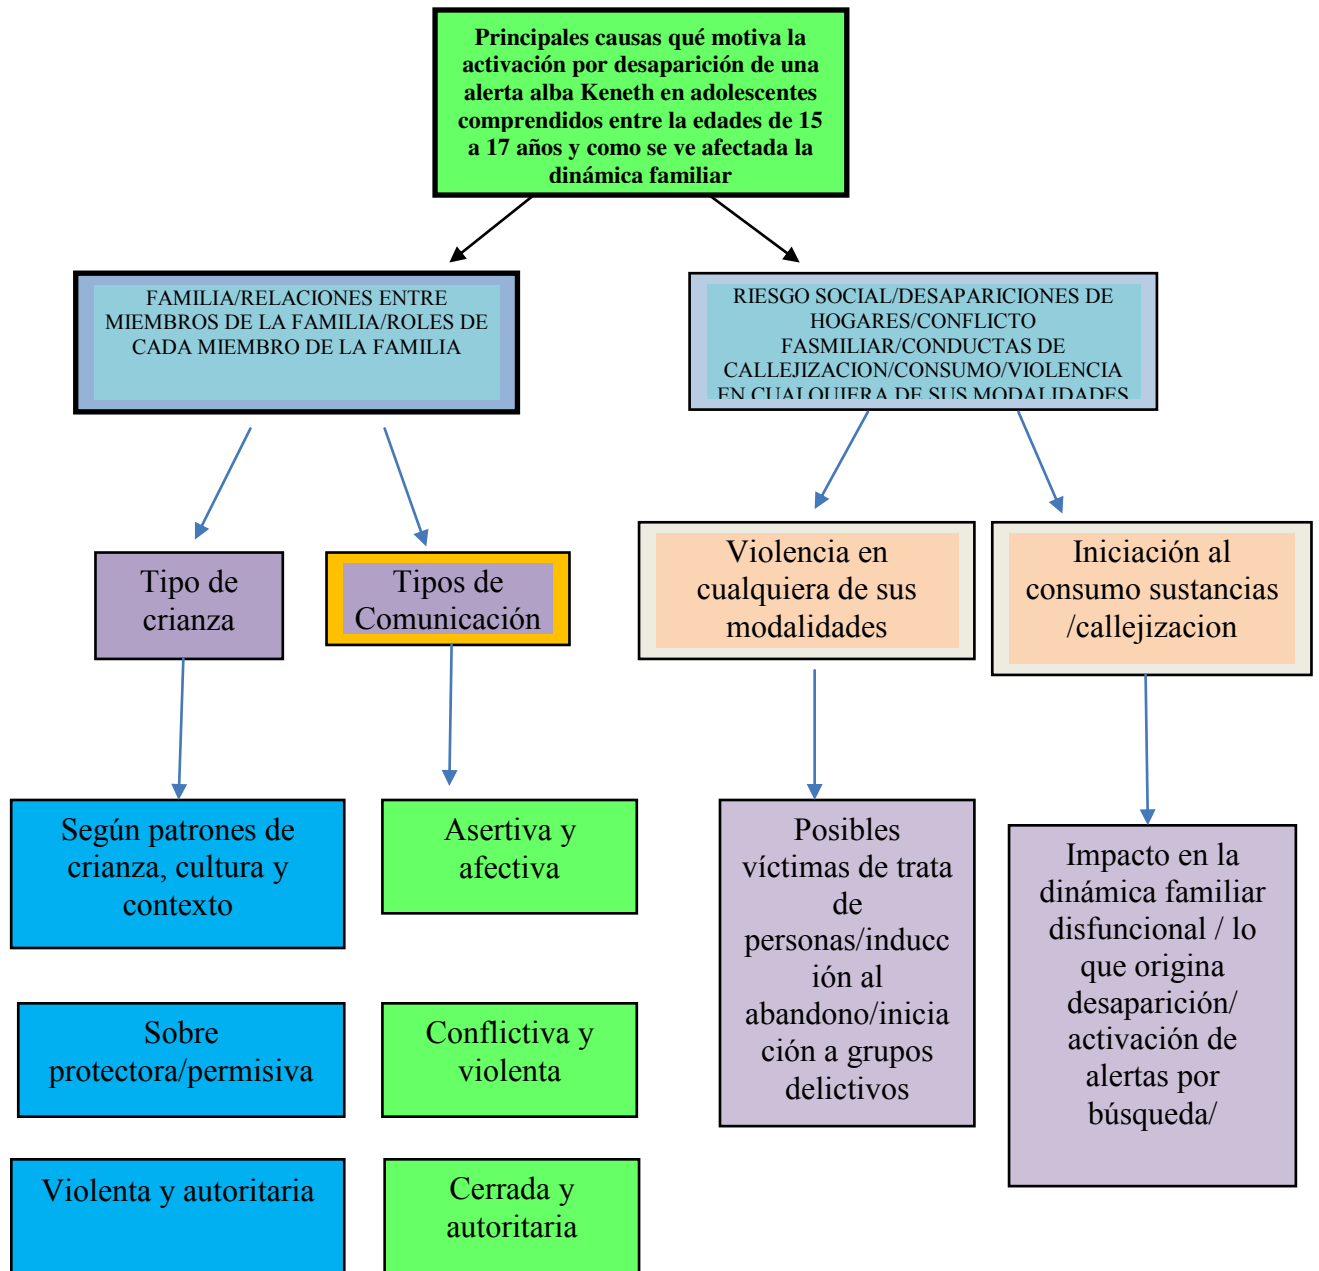 Principales causas qué motiva la
activación por desaparición de una
alerta alba Keneth en adolescentes
comprendidos entre la edades de 15
a 17 años y como se ve afectada la
dinámica familiar
FAMILIA/RELACIONES ENTRE
MIEMBROS DE LA FAMILIA/ROLES DE
CADA MIEMBRO DE LA FAMILIA
RIESGO SOCIAL/DESAPARICIONES DE
HOGARES/CONFLICTO
FASMILIAR/CONDUCTAS DE
CALLEJIZACION/CONSUMO/VIOLENCIA
EN CUALQUIERA DE SUS MODALIDADES
Tipo de
crianza
Tipos de
Comunicación
Violencia en
cualquiera de sus
modalidades
Iniciación al
consumo sustancias
/callejizacion
Según patrones de
crianza, cultura y
contexto
Asertiva y
afectiva
Posibles
víctimas de trata
de
personas/inducc
ión al
abandono/inicia
ción a grupos
delictivos
Impacto en la
dinámica familiar
disfuncional / lo
que origina
desaparición/
activación de
alertas por
búsqueda/
Sobre
protectora/permisiva
Conflictiva y
violenta
Violenta y autoritaria
Cerrada y
autoritaria